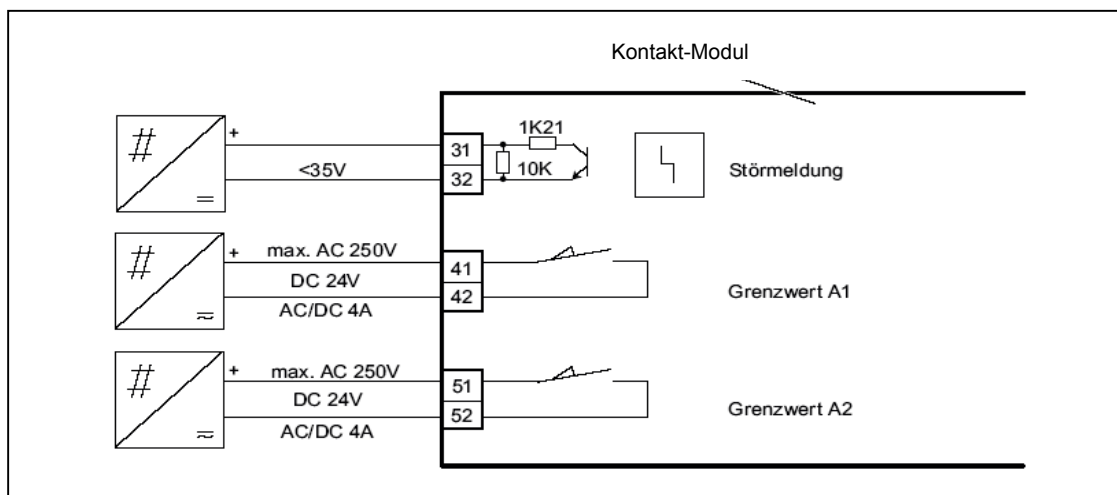 Kontakt-Modul
+
<35V
31
32
1K21
10K
Störmeldung
+
max. AC 250V
DC 24V
AC/DC 4A
41
42
Grenzwert A1
+
max. AC 250V
DC 24V
AC/DC 4A
51
52
Grenzwert A2